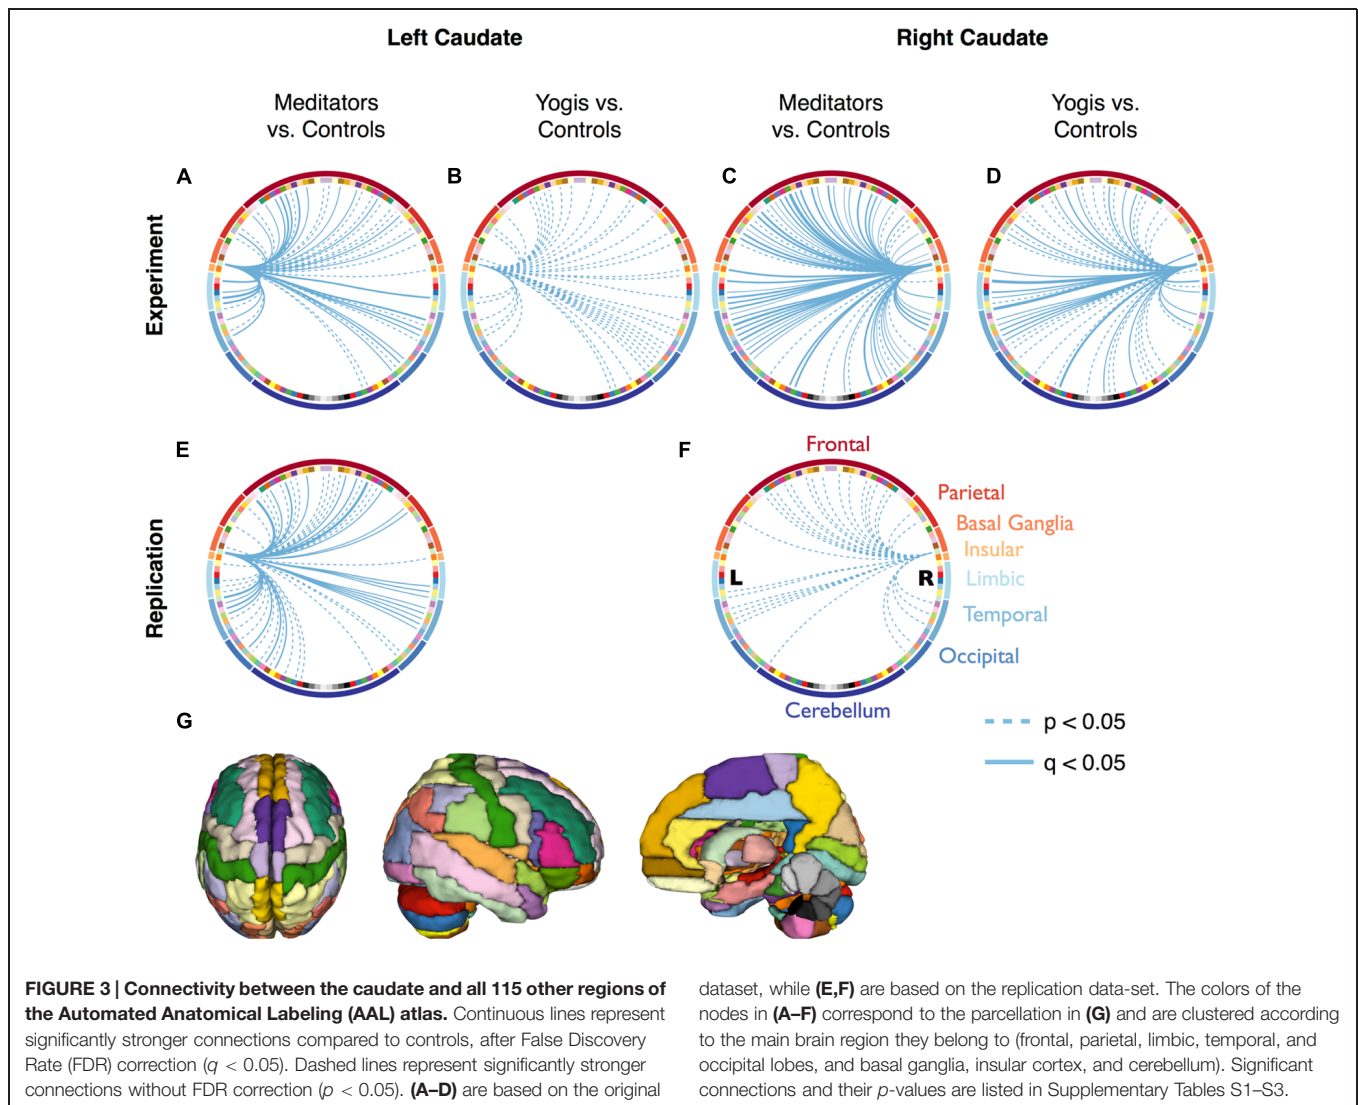 Left Caudate
Right Caudate
Meditators
vs. Controls
Yogis vs.
Controls
Meditators
vs. Controls
Yogis vs.
Controls
A
B
C
D
Experiment
E
F
Frontal
Parietal
Basal Ganglia
Insular
L
R
Limbic
Temporal
Occipital
Cerebellum
Replication
G
p < 0.05
q < 0.05
FIGURE 3 | Connectivity between the caudate and all 115 other regions of
the Automated Anatomical Labeling (AAL) atlas. Continuous lines represent
significantly stronger connections compared to controls, after False Discovery
Rate (FDR) correction (q < 0.05). Dashed lines represent significantly stronger
connections without FDR correction (p < 0.05). (A–D) are based on the original
dataset, while (E,F) are based on the replication data-set. The colors of the
nodes in (A–F) correspond to the parcellation in (G) and are clustered according
to the main brain region they belong to (frontal, parietal, limbic, temporal, and
occipital lobes, and basal ganglia, insular cortex, and cerebellum). Significant
connections and their p-values are listed in Supplementary Tables S1–S3.